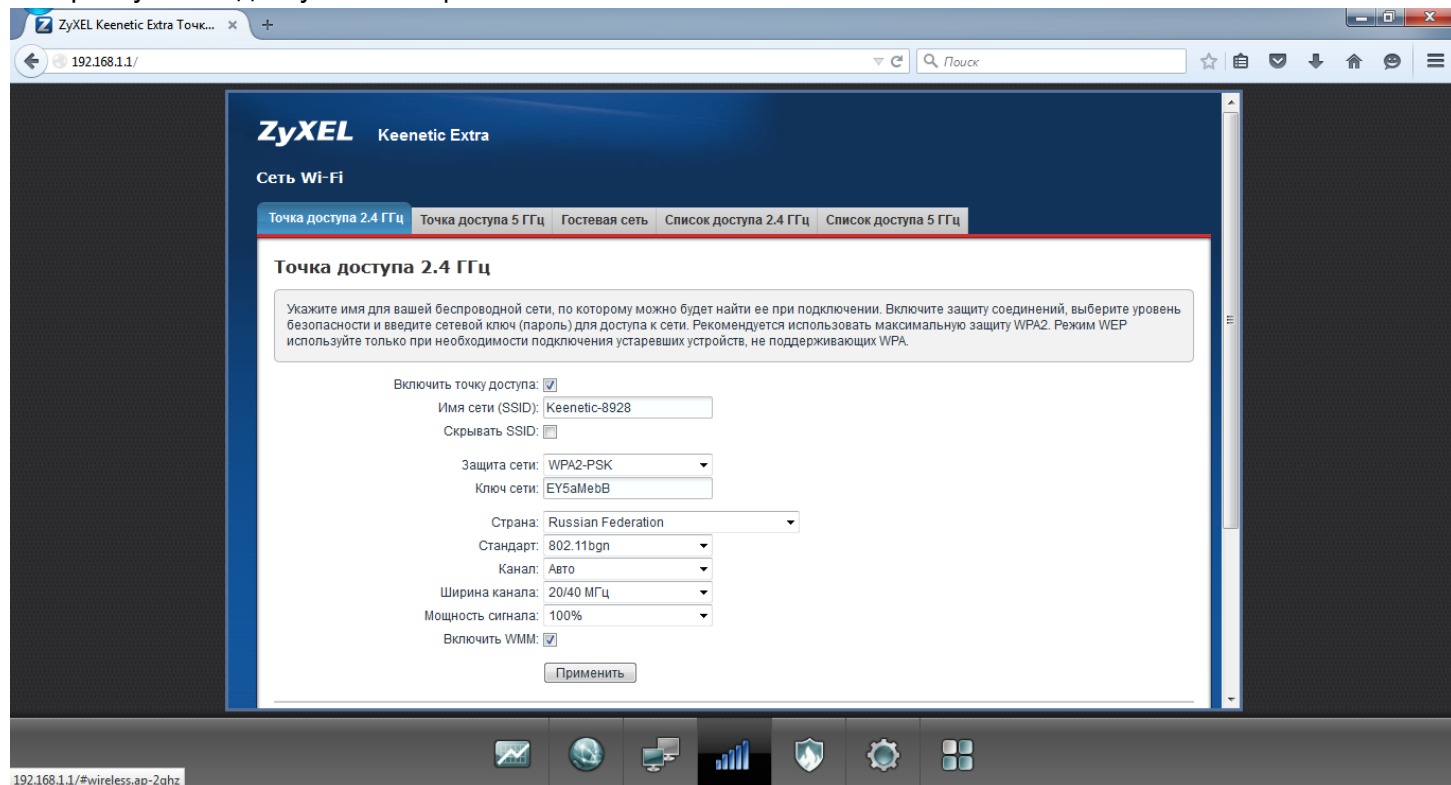 ZyXEL Keenetic Extra Точк...
192.168.1.1/
Поиск
ZyXEL Keenetic Extra
Сеть Wi-Fi
Точка доступа 2.4 ГГц Точка доступа 5 ГГц Гостевая сеть Список доступа 2.4 ГГц Список доступа 5 ГГц
Точка доступа 2.4 ГГц
Укажите имя для вашей беспроводной сети, по которому можно будет найти ее при подключении. Включите защиту соединений, выберите уровень
безопасности и введите сетевой ключ (пароль) для доступа к сети. Рекомендуется использовать максимальную защиту WPA2. Режим WEP
используйте только при необходимости подключения устаревших устройств, не поддерживающих WPA.
Включить точку доступа:
Имя сети (SSID): Keenetic-8928
Скрывать SSID:
Защита сети: WPA2-PSK
Ключ сети: EY5aMebB
Страна: Russian Federation
Стандарт: 802.11bgn
Канал: Авто
Ширина канала: 20/40 МГц
Мощность сигнала: 100%
Включить WMM:
Применить
192.168.1.1/#wireless.ap-2ghz